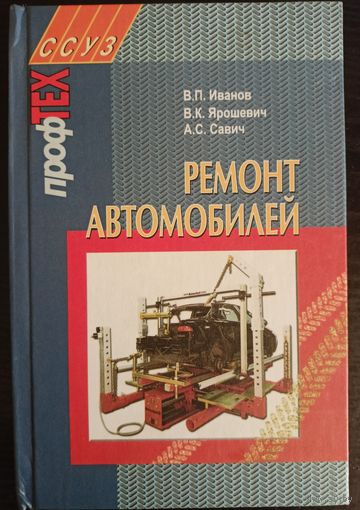 ССУЗ
профТЕХ
В.П. Иванов
В.К. Ярошевич
А.С. Савич
РЕМОНТ
АВТОМОБИЛЕЙ